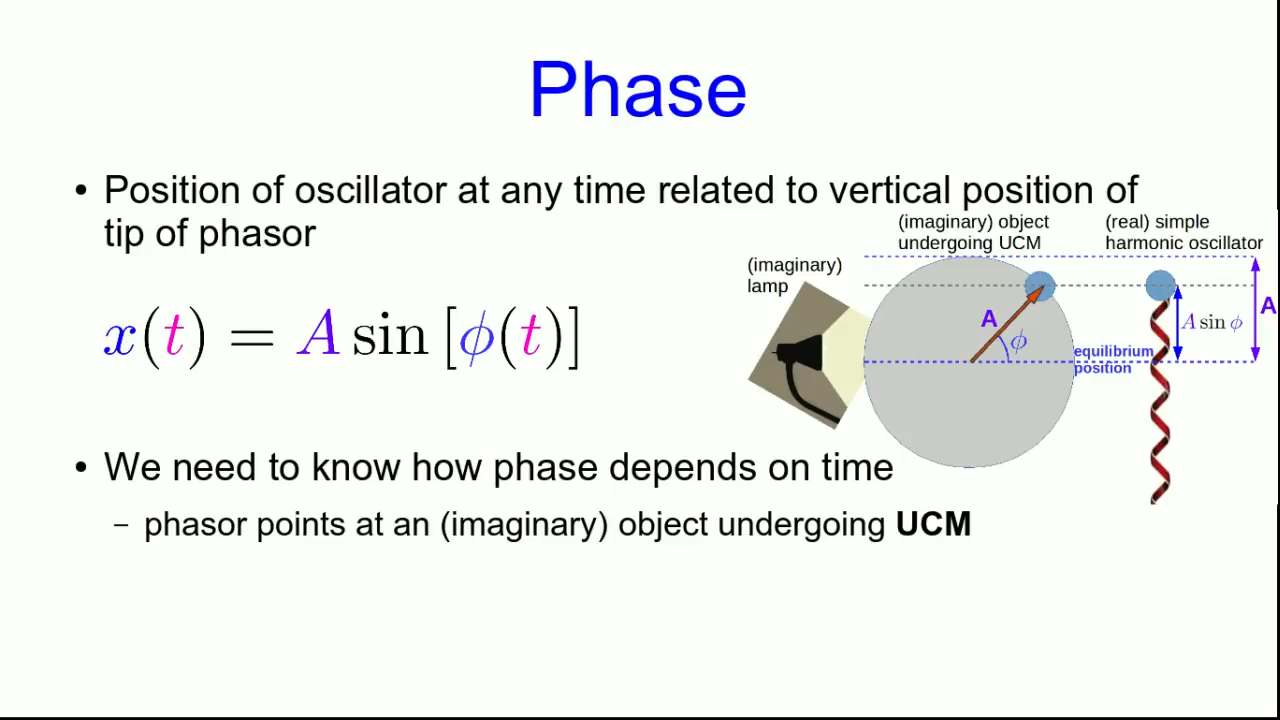 Phase
• Position of oscillator at any time related to vertical position of
tip of phasor
(imaginary) object
undergoing UCM
(real) simple
harmonic oscillator
(imaginary)
lamp
A
ϕ
equilibrium
position
A sin ϕ
A
x(t) = A sin [ϕ(t)]
• We need to know how phase depends on time
– phasor points at an (imaginary) object undergoing UCM